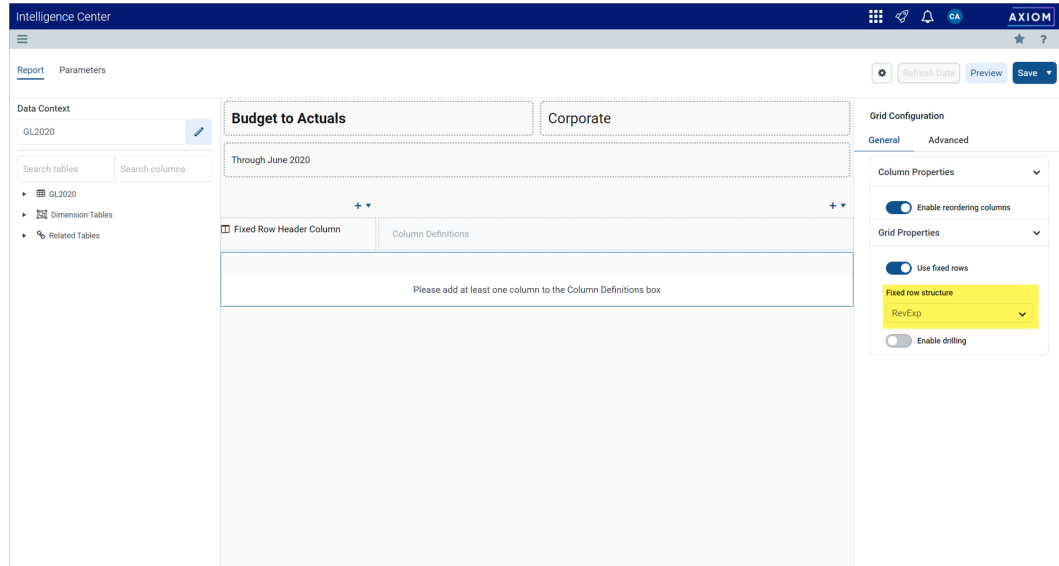 Intelligence Center
CA
AXIOM
?
Report Parameters
Refresh Data Preview Save
Data Context
GL2020
Search tables Search columns
GL2020
Dimension Tables
Related Tables
Budget to Actuals
Corporate
Through June 2020
+
+
Fixed Row Header Column
Column Definitions
Please add at least one column to the Column Definitions box
Grid Configuration
General Advanced
Column Properties
Enable reordering columns
Grid Properties
Use fixed rows
Fixed row structure
RevExp
Enable drilling